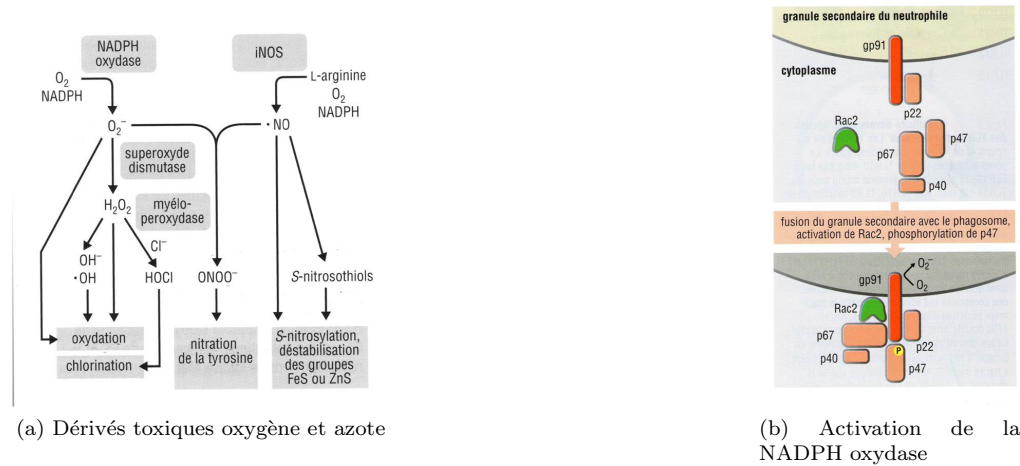 NADPH
oxydase
iNOS
O₂
NADPH
L-arginine
O₂
NADPH
O₂⁻
·NO
superoxyde
dismutase
H₂O₂
myélo-
peroxydase
Cl⁻
OH⁻
·OH
HOCl
ONOO⁻
S-nitrosothiols
oxydation
chlorination
nitration
de la tyrosine
S-nitrosylation,
déstabilisation
des groupes
FeS ou ZnS
(a) Dérivés toxiques oxygène et azote
granule secondaire du neutrophile
gp91
cytoplasme
p22
Rac2
p47
p67
p40
fusion du granule secondaire avec le phagosome,
activation de Rac2, phosphorylation de p47
O₂⁻
gp91
O₂
Rac2
p67
p22
P
p40
p47
(b) Activation de la
NADPH oxydase